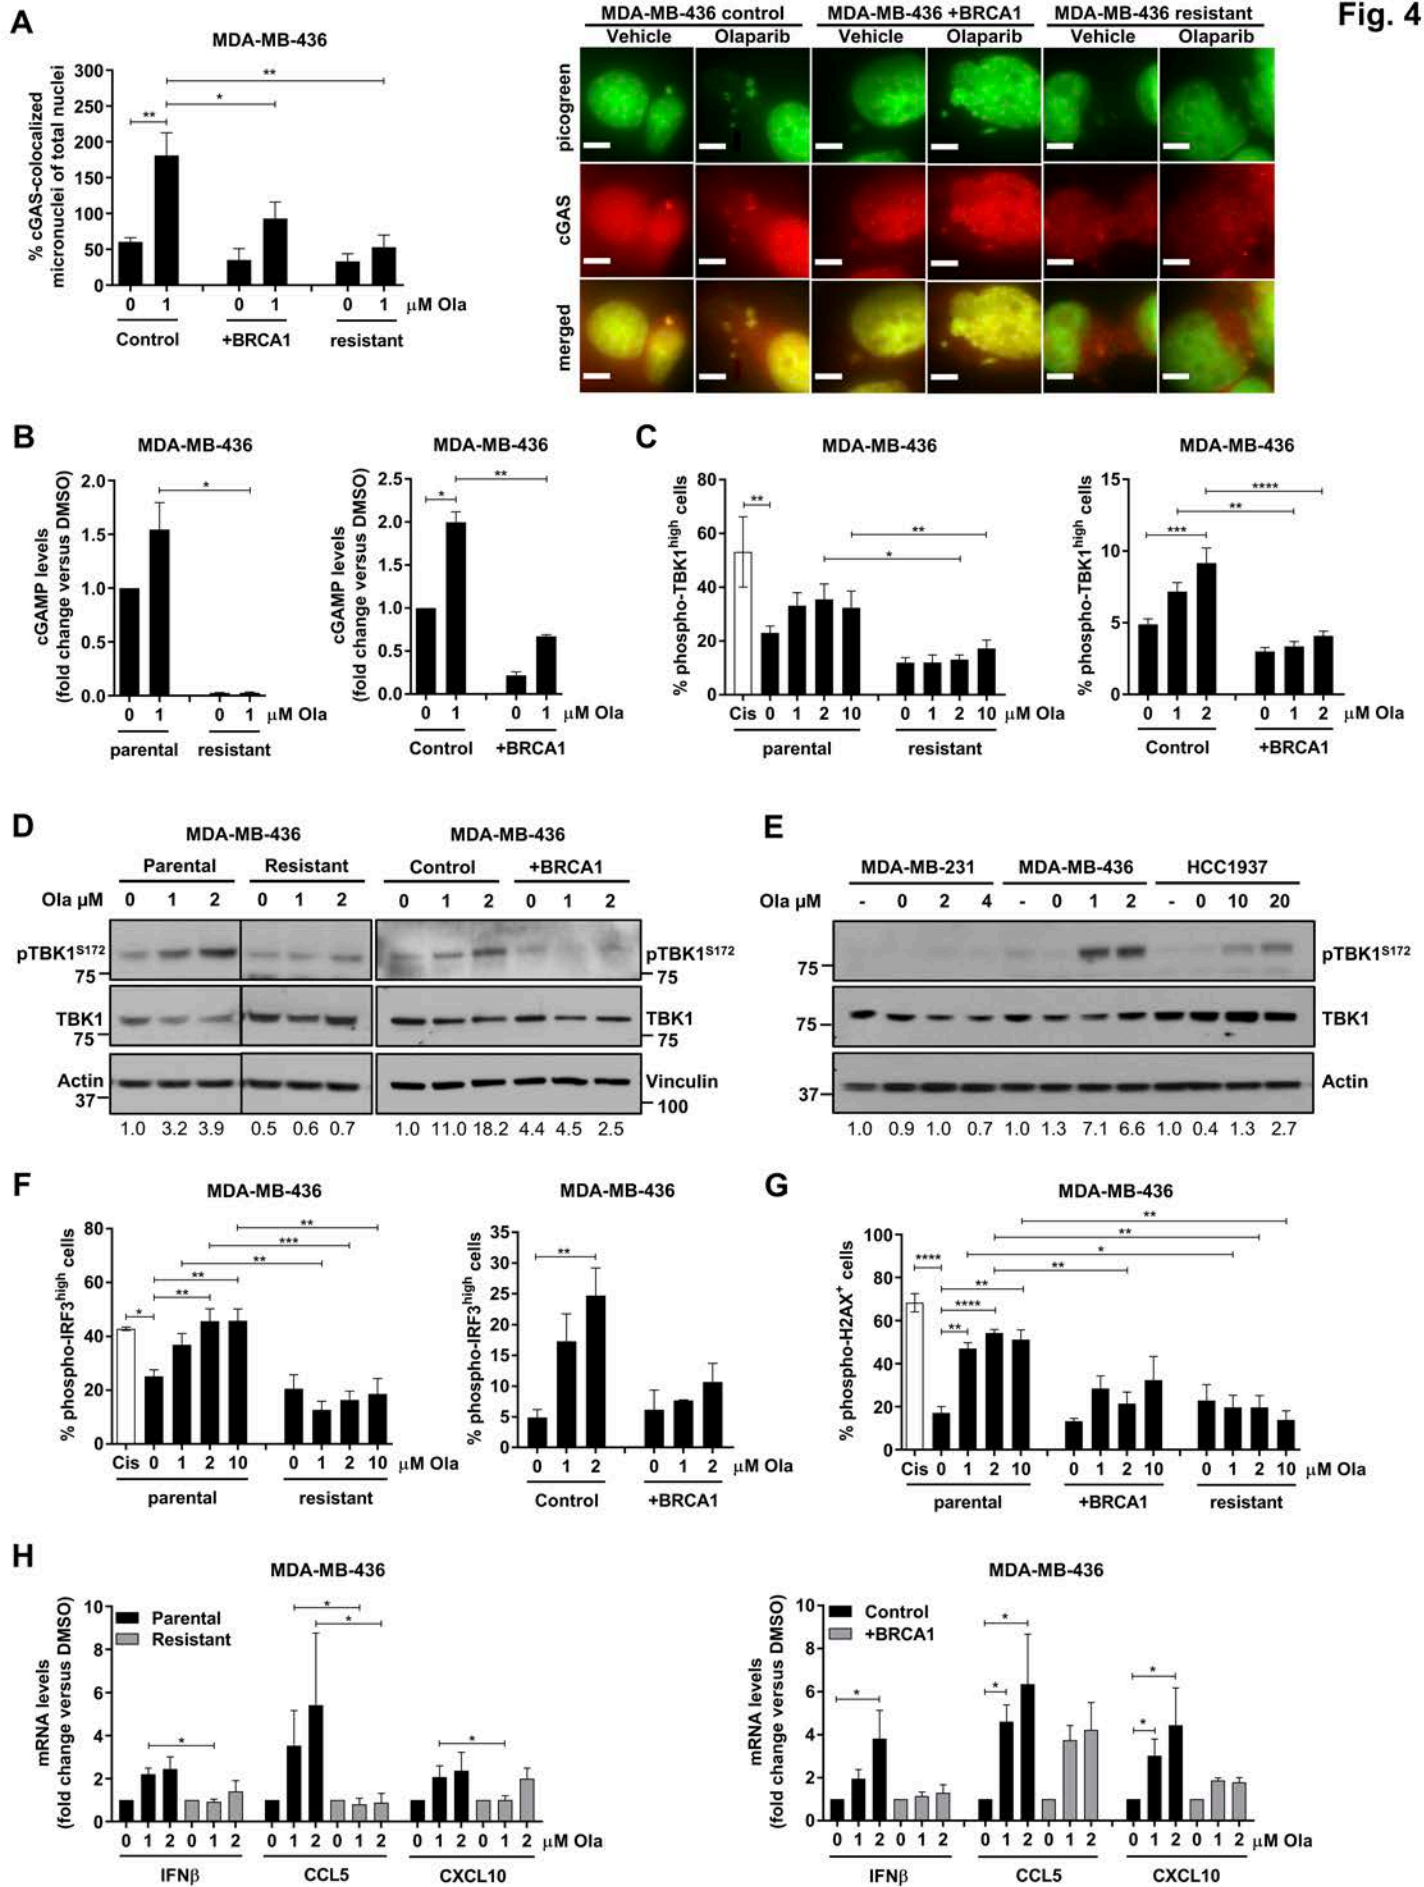 Fig. 4
A
MDA-MB-436
% cGAS-colocalized
micronuclei of total nuclei
300
250
200
150
100
50
0
**
*
**
0 1 0 1 0 1 μM Ola
Control +BRCA1 resistant
MDA-MB-436 control MDA-MB-436 +BRCA1 MDA-MB-436 resistant
Vehicle Olaparib Vehicle Olaparib Vehicle Olaparib
picogreen
cGAS
merged
B
MDA-MB-436
cGAMP levels
(fold change versus DMSO)
2.0
1.5
1.0
0.5
0.0
*
0 1 0 1 μM Ola
parental resistant
MDA-MB-436
cGAMP levels
(fold change versus DMSO)
2.5
2.0
1.5
1.0
0.5
0.0
**
*
0 1 0 1 μM Ola
Control +BRCA1
C
MDA-MB-436
% phospho-TBK1high cells
80
60
40
20
0
**
**
*
Cis 0 1 2 10 0 1 2 10 μM Ola
parental resistant
MDA-MB-436
% phospho-TBK1high cells
15
10
5
0
****
**
***
0 1 2 0 1 2 μM Ola
Control +BRCA1
D
MDA-MB-436 MDA-MB-436
Parental Resistant Control +BRCA1
Ola μM 0 1 2 0 1 2 0 1 2 0 1 2
pTBK1S172 pTBK1S172
75 75
TBK1 TBK1
75 75
Actin Vinculin
37 100
1.0 3.2 3.9 0.5 0.6 0.7 1.0 11.0 18.2 4.4 4.5 2.5
E
MDA-MB-231 MDA-MB-436 HCC1937
Ola μM - 0 2 4 - 0 1 2 - 0 10 20
pTBK1S172
75
TBK1
75
Actin
37
1.0 0.9 1.0 0.7 1.0 1.3 7.1 6.6 1.0 0.4 1.3 2.7
F
MDA-MB-436
% phospho-IRF3high cells
80
60
40
20
0
**
***
**
**
**
*
Cis 0 1 2 10 0 1 2 10 μM Ola
parental resistant
MDA-MB-436
% phospho-IRF3high cells
35
30
25
20
15
10
5
0
**
0 1 2 0 1 2 μM Ola
Control +BRCA1
G
MDA-MB-436
% phospho-H2AX+ cells
100
80
60
40
20
0
**
**
*
**
****
**
****
**
Cis 0 1 2 10 0 1 2 10 0 1 2 10 μM Ola
parental +BRCA1 resistant
H
MDA-MB-436
mRNA levels
(fold change versus DMSO)
10
8
6
4
2
0
Parental
Resistant
*
*
*
*
0 1 2 0 1 2 0 1 2 0 1 2 0 1 2 0 1 2 μM Ola
IFNβ CCL5 CXCL10
MDA-MB-436
mRNA levels
(fold change versus DMSO)
10
8
6
4
2
0
Control
+BRCA1
*
*
*
*
*
0 1 2 0 1 2 0 1 2 0 1 2 0 1 2 0 1 2 μM Ola
IFNβ CCL5 CXCL10